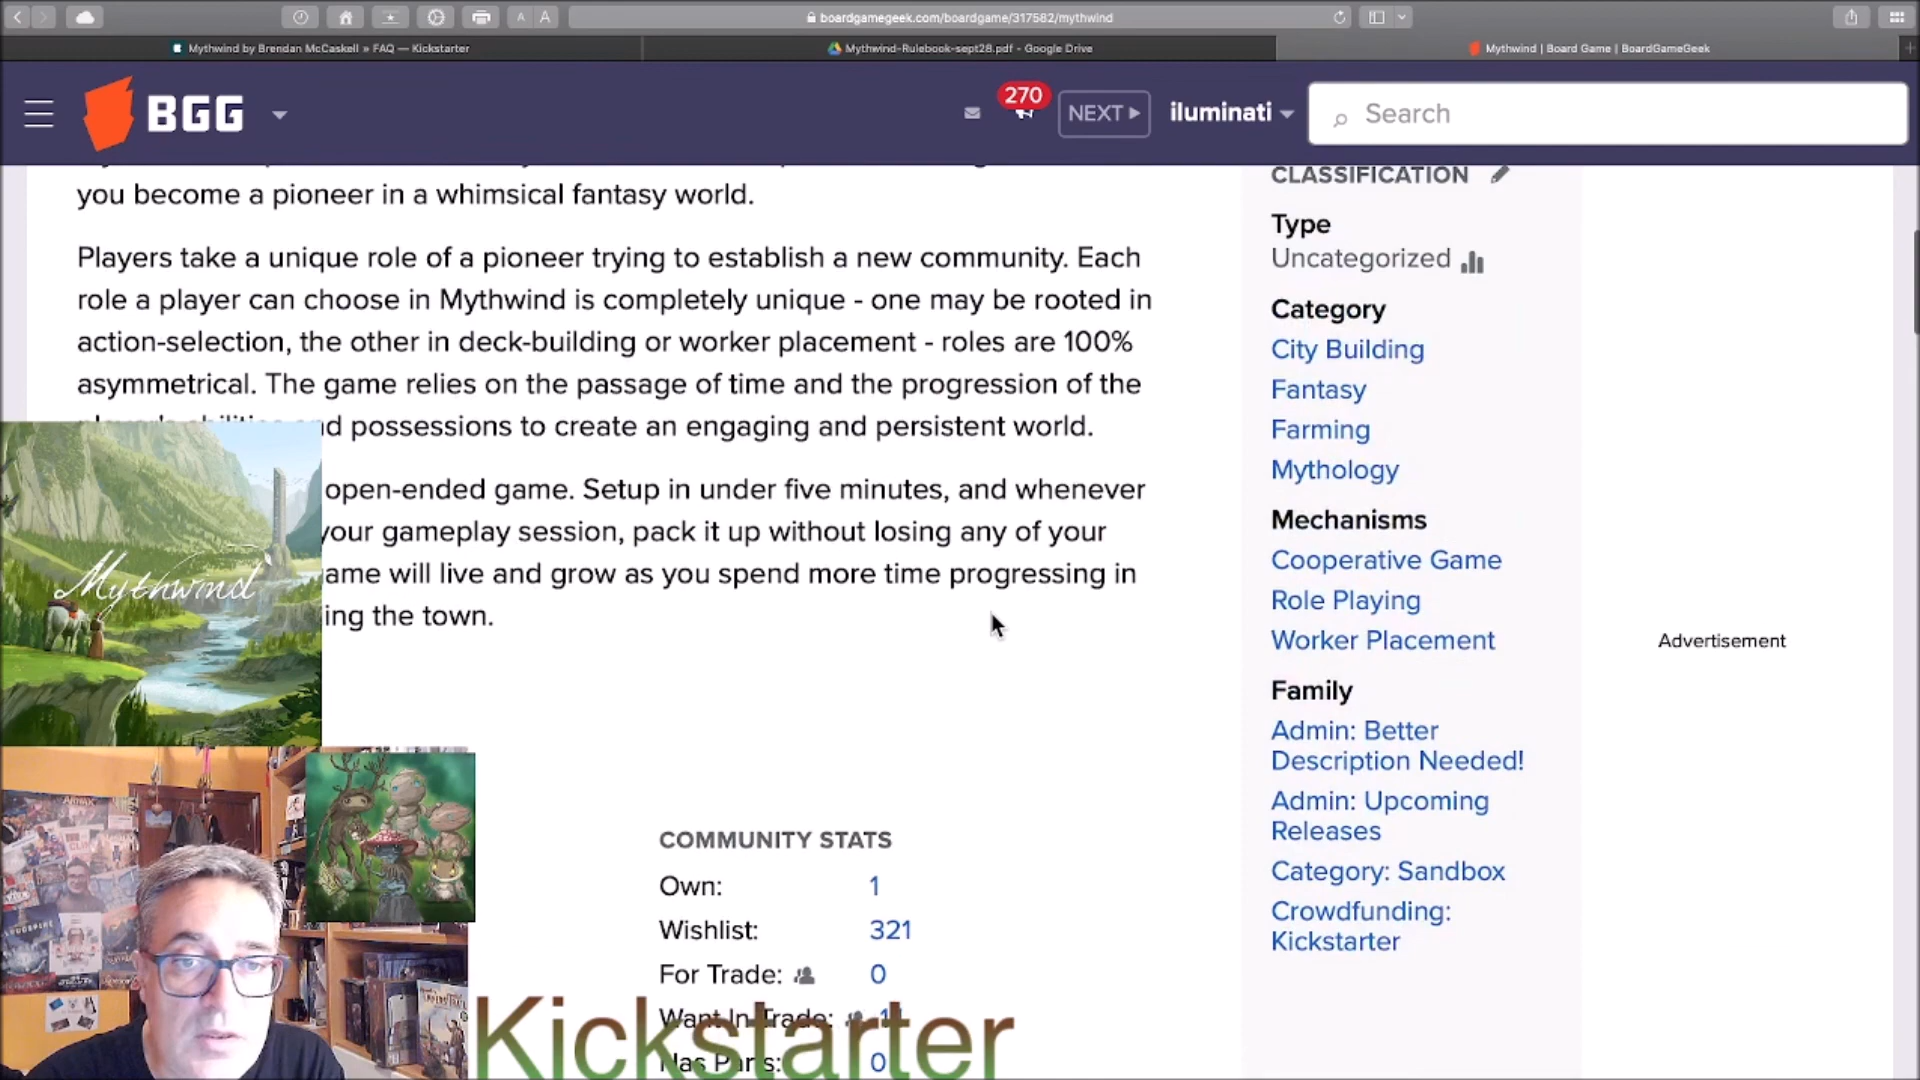 boardgamegeek.com/boardgame/317582/mythwind
Mythwind by Brendan McCaskell » FAQ — Kickstarter
Mythwind-Rulebook-sept28.pdf - Google Drive
Mythwind | Board Game | BoardGameGeek
BGG
270
NEXT
iluminati
Search
you become a pioneer in a whimsical fantasy world.
Players take a unique role of a pioneer trying to establish a new community. Each
role a player can choose in Mythwind is completely unique - one may be rooted in
action-selection, the other in deck-building or worker placement - roles are 100%
asymmetrical. The game relies on the passage of time and the progression of the
possessions to create an engaging and persistent world.
open-ended game. Setup in under five minutes, and whenever
your gameplay session, pack it up without losing any of your
will live and grow as you spend more time progressing in
the town.
Mythwind
COMMUNITY STATS
Own: 1
Wishlist: 321
For Trade: 0
Want In Trade:
Has Parts: 0
Kickstarter
CLASSIFICATION
Type
Uncategorized
Category
City Building
Fantasy
Farming
Mythology
Mechanisms
Cooperative Game
Role Playing
Worker Placement
Family
Admin: Better
Description Needed!
Admin: Upcoming
Releases
Category: Sandbox
Crowdfunding:
Kickstarter
Advertisement